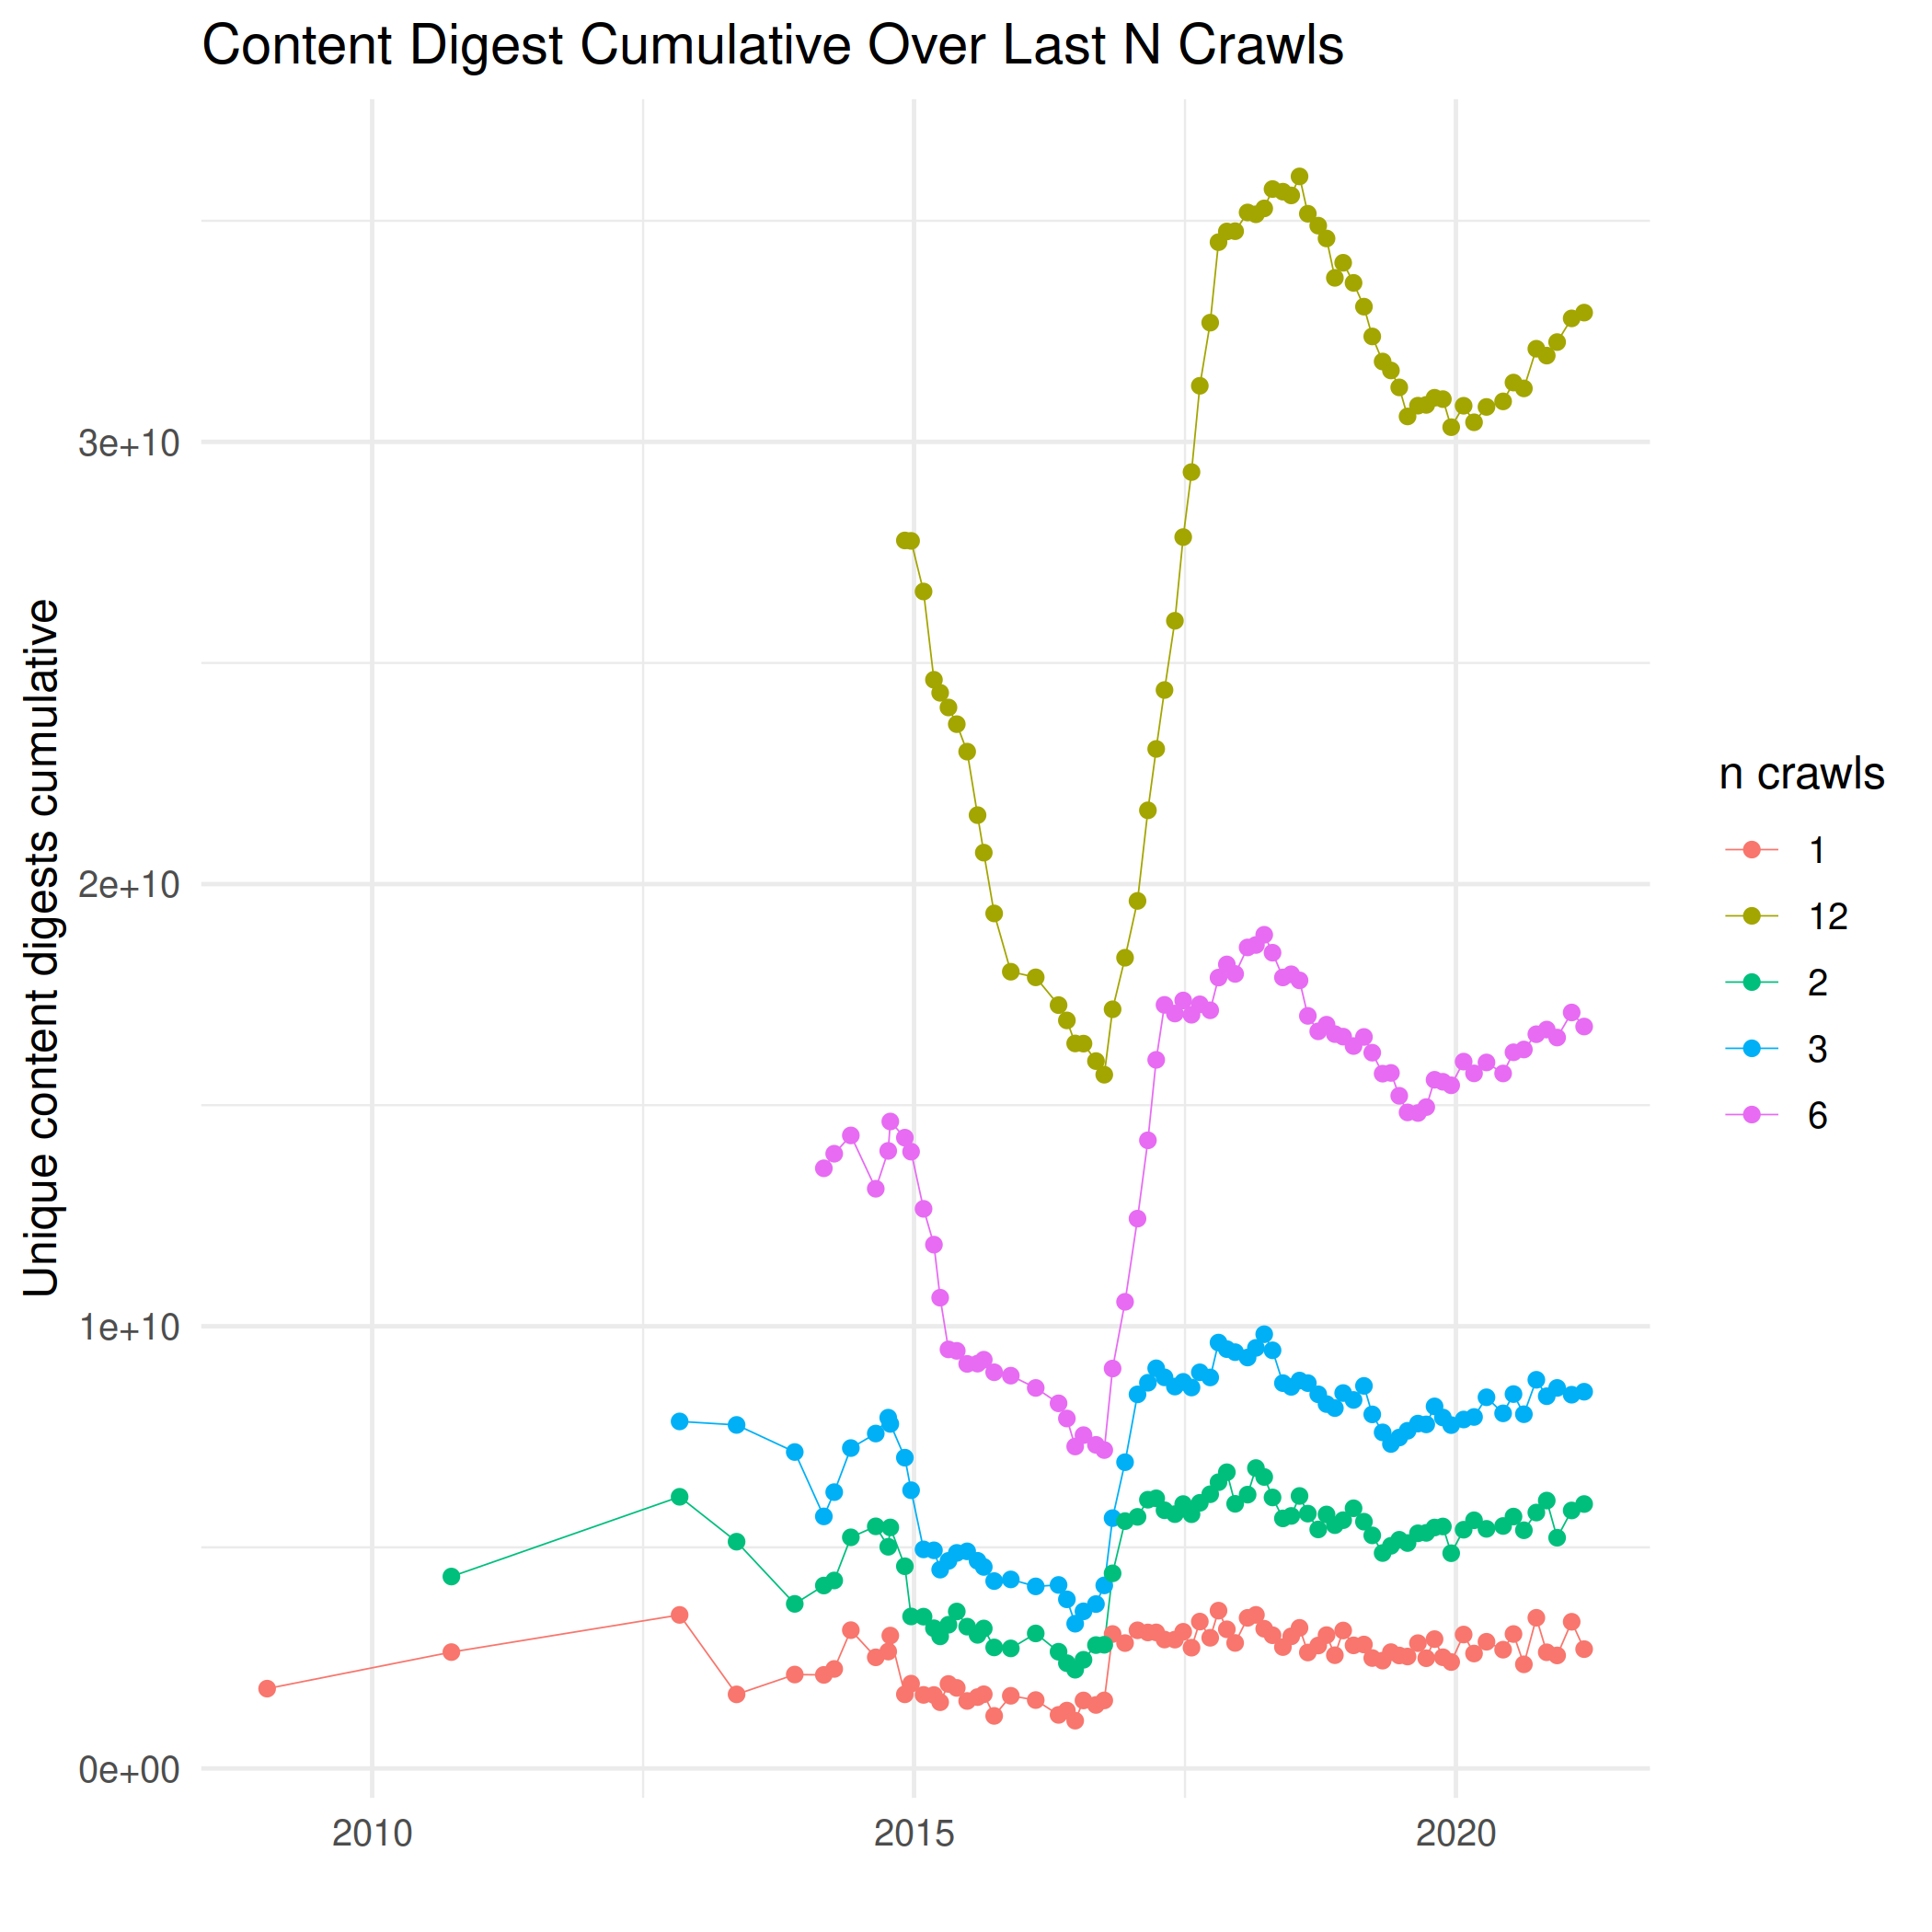 Content Digest Cumulative Over Last N Crawls
Unique content digests cumulative
3e+10
2e+10
1e+10
0e+00
2010
2015
2020
n crawls
1
12
2
3
6